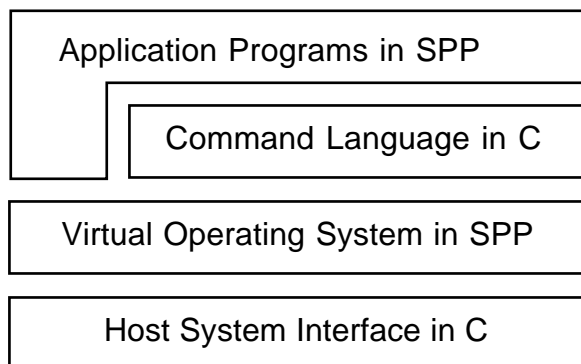 Application Programs in SPP
Command Language in C
Virtual Operating System in SPP
Host System Interface in C